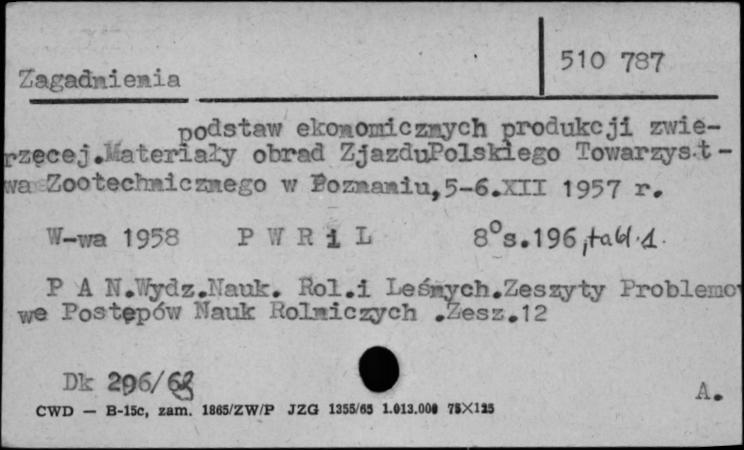 510 787
Zagadnienia
podstaw ekonomicznych produkcji zwie-
rzęcej.Materiały obrad ZjazduPolskiego Towarzyst-
wa Zootechnicznego w Poznaniu,5-6.XII 1957 r.
W-wa 1958 P W R i L 8°s.196,tabl.1.
P A N.Wydz.Nauk. Rol.i Leśnych.Zeszyty Problemo
we Postępów Nauk Rolniczych .Zesz.12
Dk 296/
A.
CWD — B-15c, zam. 1865/ZW/P JZG 1355/65 1.013.000 75X125